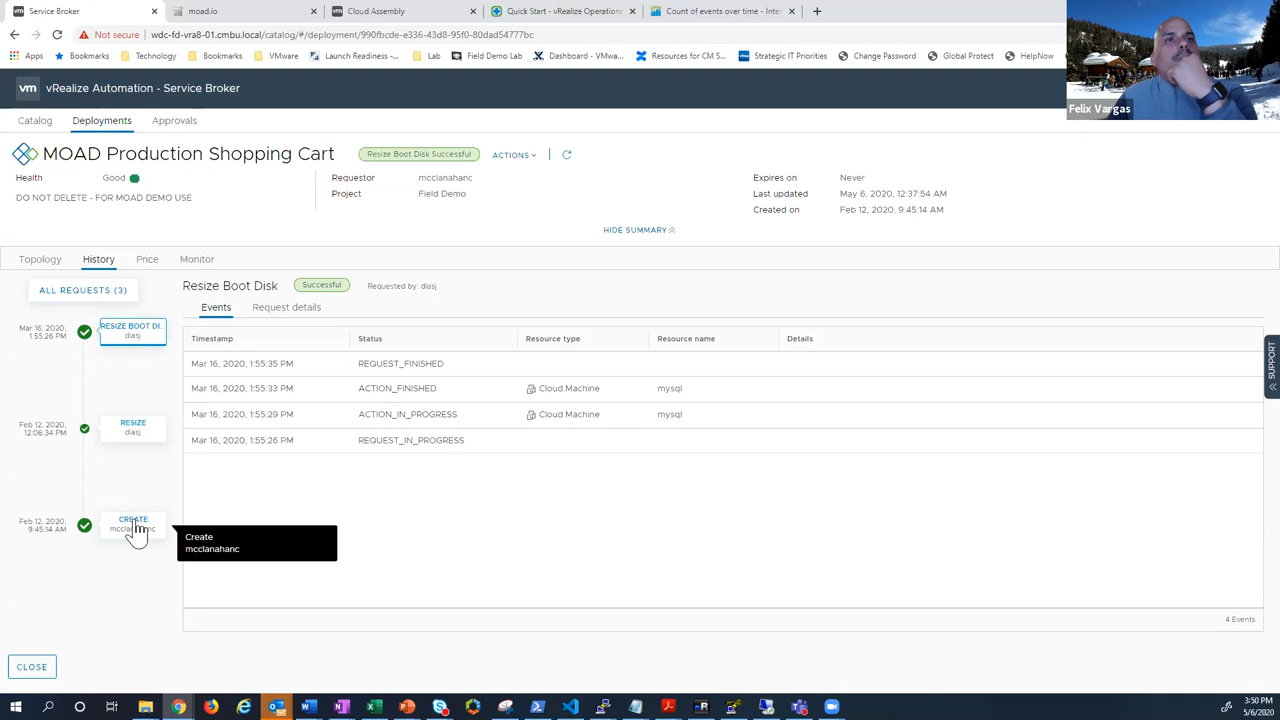 Service Broker
moad.io
Cloud Assembly
Quick Start - vRealize Operation
Count of events over time - Inte
Not secure
wdc-fd-vra8-01.cmbu.local/catalog/#/deployment/990fbcde-e336-43d8-95f0-80dad54777bc
Apps
Bookmarks
Technology
VMware
Launch Readiness -...
Lab
Field Demo Lab
Dashboard - VMwa...
Resources for CM S...
Strategic IT Priorities
Change Password
Global Protect
HelpNow
Felix Vargas
vm
vRealize Automation - Service Broker
Catalog
Deployments
Approvals
MOAD Production Shopping Cart
Resize Boot Disk Successful
ACTIONS
Health
Good
DO NOT DELETE - FOR MOAD DEMO USE
Requestor
mcclanahanc
Project
Field Demo
Expires on
Never
Last updated
May 6, 2020, 12:37:54 AM
Created on
Feb 12, 2020, 9:45:14 AM
HIDE SUMMARY
Topology
History
Price
Monitor
ALL REQUESTS (3)
Mar 16, 2020,
1:55:26 PM
RESIZE BOOT DI...
diasj
Feb 12, 2020,
12:06:34 PM
RESIZE
diasj
Feb 12, 2020,
9:45:14 AM
CREATE
Create
mcclanahanc
Resize Boot Disk
Successful
Requested by: diasj
Events
Request details
Timestamp
Status
Resource type
Resource name
Details
Mar 16, 2020, 1:55:35 PM
REQUEST_FINISHED
Mar 16, 2020, 1:55:33 PM
ACTION_FINISHED
Cloud.Machine
mysql
Mar 16, 2020, 1:55:29 PM
ACTION_IN_PROGRESS
Cloud.Machine
mysql
Mar 16, 2020, 1:55:26 PM
REQUEST_IN_PROGRESS
4 Events
SUPPORT
CLOSE
3:50 PM
5/6/2020